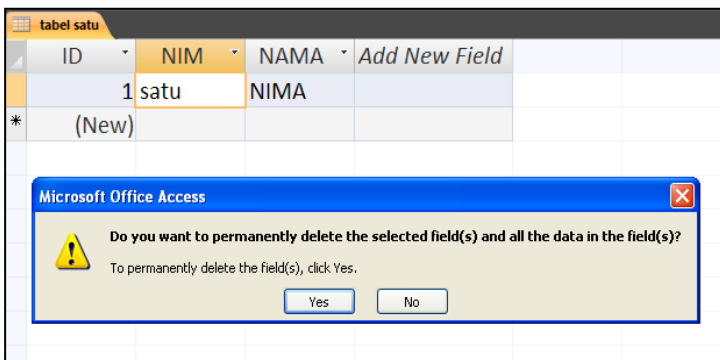 tabel satu
ID NIM NAMA Add New Field
1 satu NIMA
* (New)
Microsoft Office Access
Do you want to permanently delete the selected field(s) and all the data in the field(s)?
To permanently delete the field(s), click Yes.
Yes No